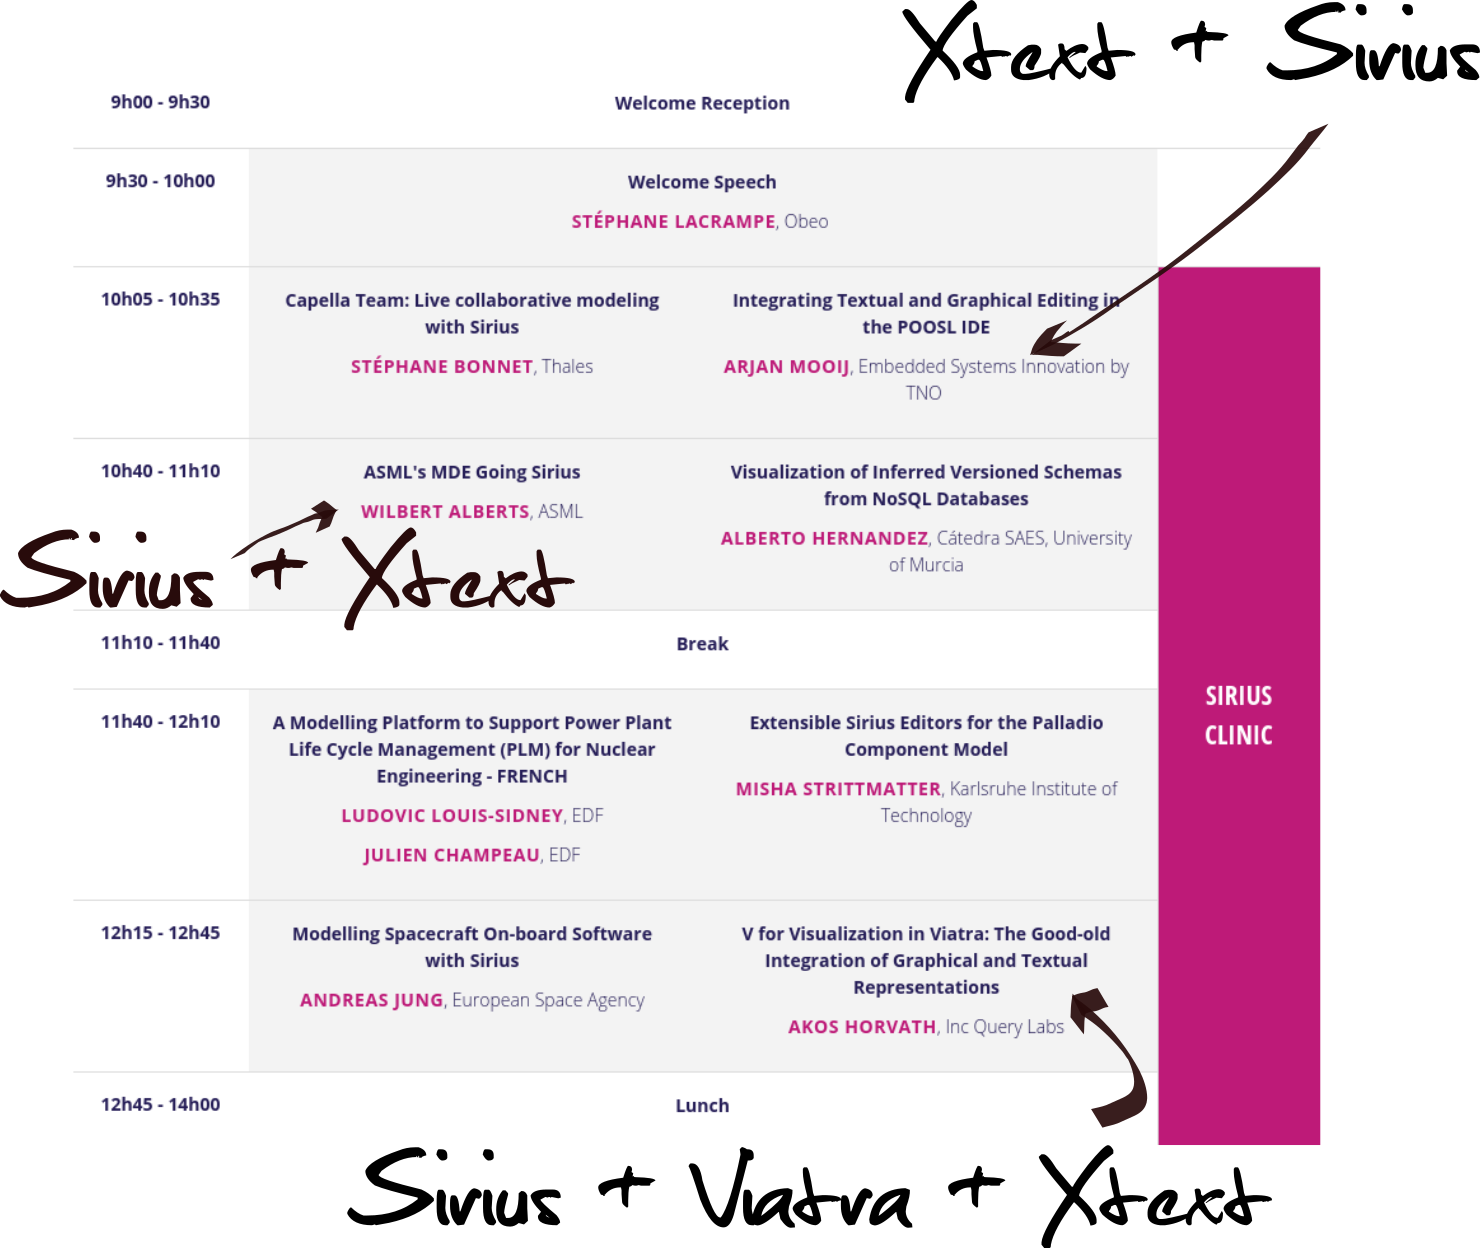 Xtext + Sirius
9h00 - 9h30
Welcome Reception
9h30 - 10h00
Welcome Speech
STÉPHANE LACRAMPE, Obeo
10h05 - 10h35
Capella Team: Live collaborative modeling
with Sirius
STÉPHANE BONNET, Thales
Integrating Textual and Graphical Editing in
the POOSL IDE
ARJAN MOOIJ, Embedded Systems Innovation by
TNO
10h40 - 11h10
ASML's MDE Going Sirius
WILBERT ALBERTS, ASML
Sirius + Xtext
Visualization of Inferred Versioned Schemas
from NoSQL Databases
ALBERTO HERNANDEZ, Cátedra SAES, University
of Murcia
11h10 - 11h40
Break
SIRIUS
CLINIC
11h40 - 12h10
A Modelling Platform to Support Power Plant
Life Cycle Management (PLM) for Nuclear
Engineering - FRENCH
LUDOVIC LOUIS-SIDNEY, EDF
JULIEN CHAMPEAU, EDF
Extensible Sirius Editors for the Palladio
Component Model
MISHA STRITTMATTER, Karlsruhe Institute of
Technology
12h15 - 12h45
Modelling Spacecraft On-board Software
with Sirius
ANDREAS JUNG, European Space Agency
V for Visualization in Viatra: The Good-old
Integration of Graphical and Textual
Representations
AKOS HORVATH, Inc Query Labs
12h45 - 14h00
Lunch
Sirius + Viatra + Xtext